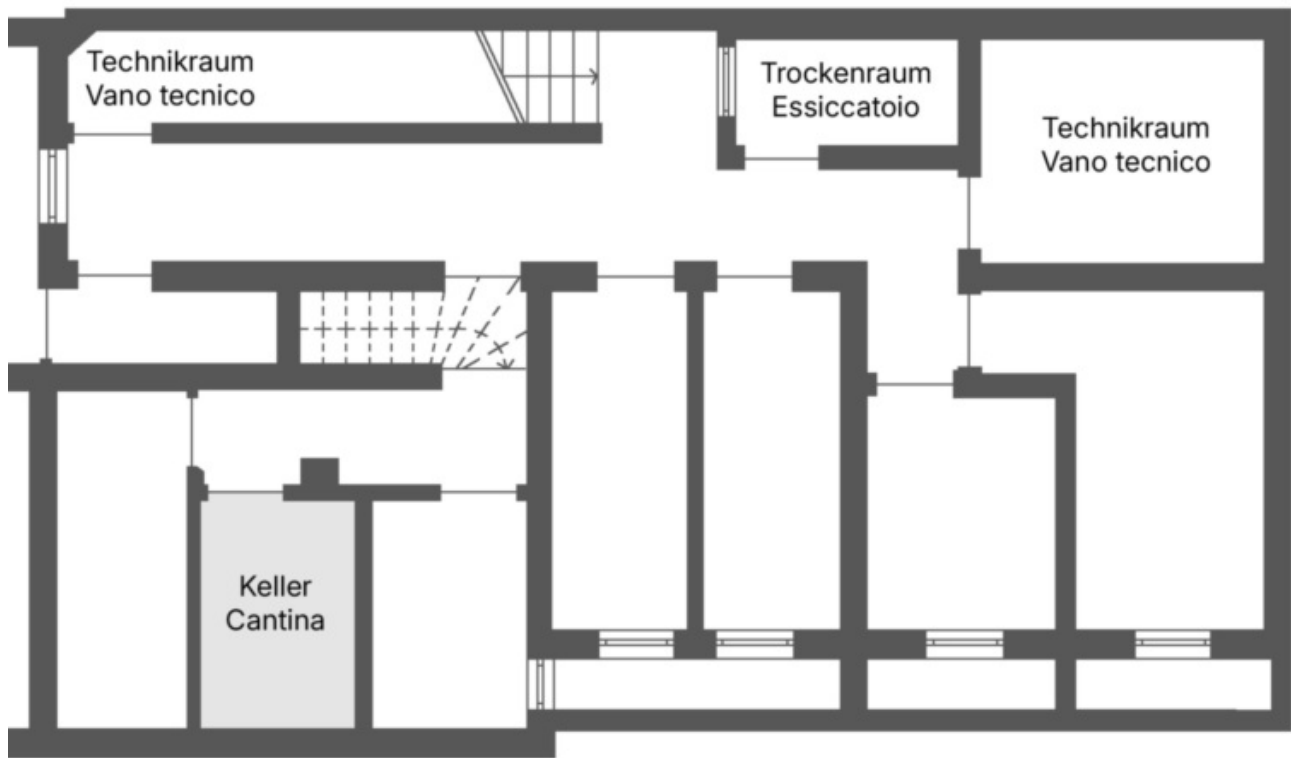 Technikraum
Vano tecnico
Trockenraum
Essiccatoio
Technikraum
Vano tecnico
Keller
Cantina